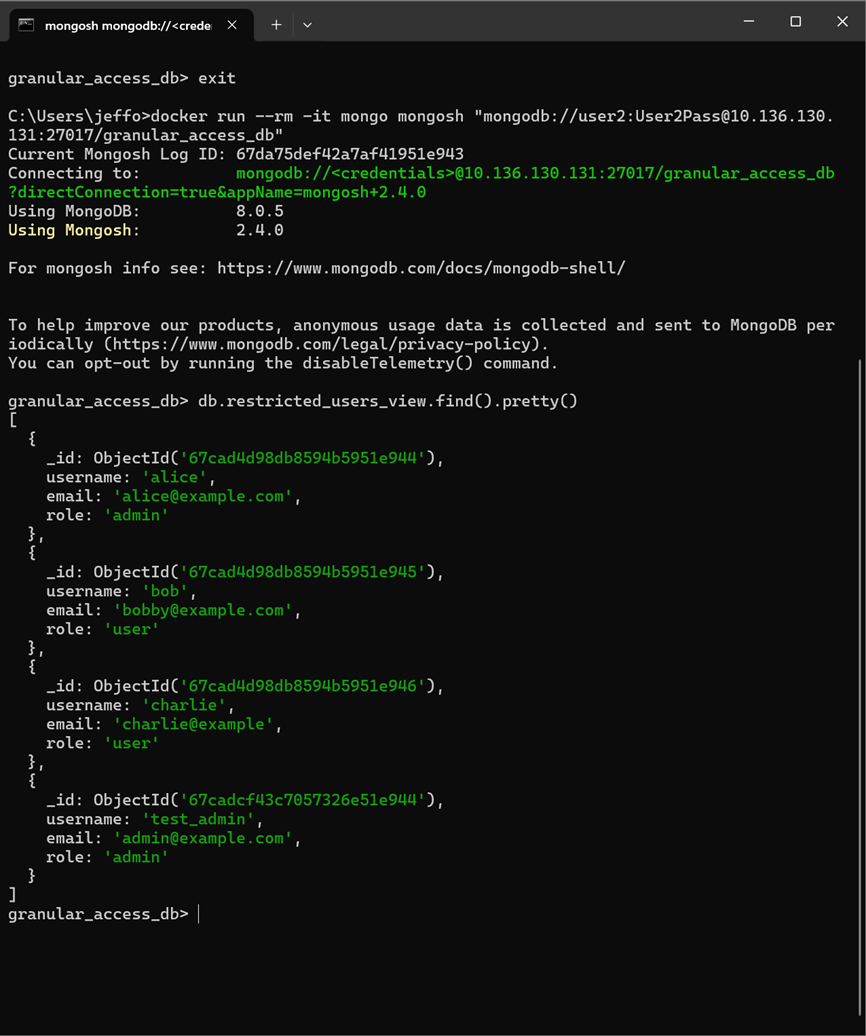 mongosh mongodb://<crede
granular_access_db> exit
C:\Users\jeffo>docker run --rm -it mongo mongosh "mongodb://user2:User2Pass@10.136.130.
131:27017/granular_access_db"
Current Mongosh Log ID: 67da75def42a7af41951e943
Connecting to:          mongodb://<credentials>@10.136.130.131:27017/granular_access_db
?directConnection=true&appName=mongosh+2.4.0
Using MongoDB:          8.0.5
Using Mongosh:          2.4.0
For mongosh info see: https://www.mongodb.com/docs/mongodb-shell/
To help improve our products, anonymous usage data is collected and sent to MongoDB per
iodically (https://www.mongodb.com/legal/privacy-policy).
You can opt-out by running the disableTelemetry() command.
granular_access_db> db.restricted_users_view.find().pretty()
[
  {
    _id: ObjectId('67cad4d98db8594b5951e944'),
    username: 'alice',
    email: 'alice@example.com',
    role: 'admin'
  },
  {
    _id: ObjectId('67cad4d98db8594b5951e945'),
    username: 'bob',
    email: 'bobby@example.com',
    role: 'user'
  },
  {
    _id: ObjectId('67cad4d98db8594b5951e946'),
    username: 'charlie',
    email: 'charlie@example',
    role: 'user'
  },
  {
    _id: ObjectId('67cadcf43c7057326e51e944'),
    username: 'test_admin',
    email: 'admin@example.com',
    role: 'admin'
  }
]
granular_access_db>